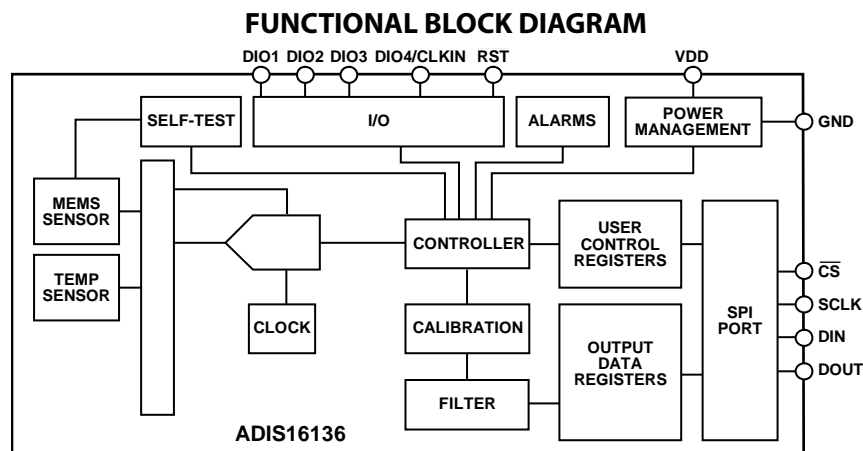 FUNCTIONAL BLOCK DIAGRAM
DIO1 DIO2 DIO3 DIO4/CLKIN RST VDD
SELF-TEST
I/O
ALARMS
POWER
MANAGEMENT
GND
MEMS
SENSOR
TEMP
SENSOR
CLOCK
CONTROLLER
CALIBRATION
FILTER
USER
CONTROL
REGISTERS
OUTPUT
DATA
REGISTERS
SPI
PORT
CS
SCLK
DIN
DOUT
ADIS16136